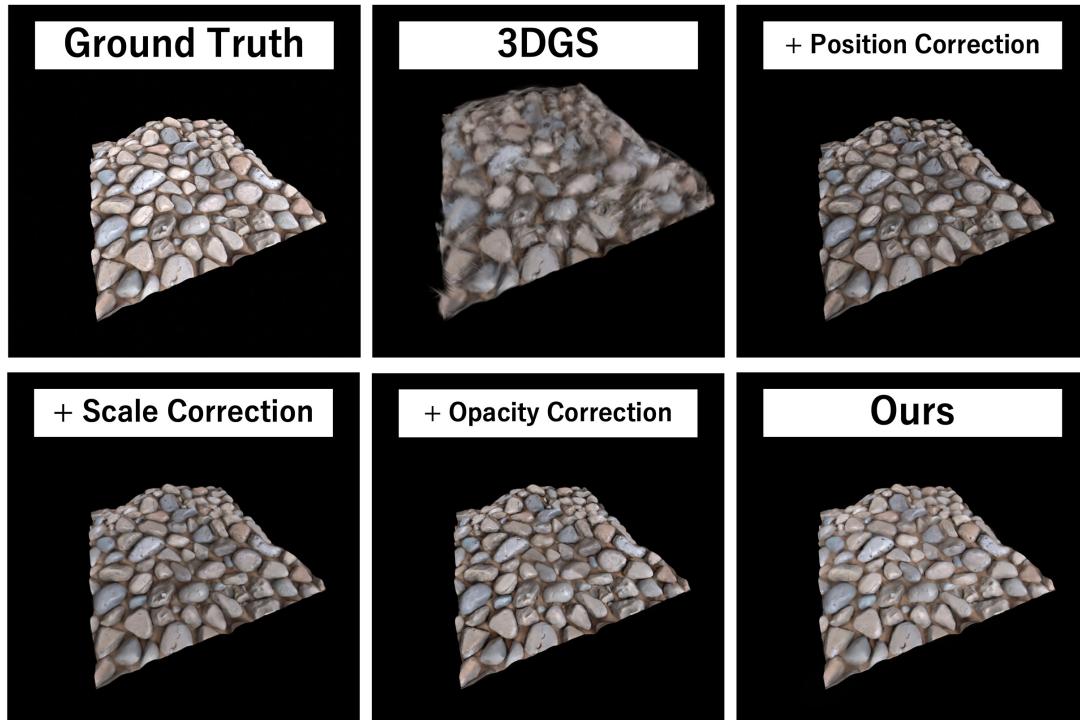 Ground Truth
3DGS
+ Position Correction
+ Scale Correction
+ Opacity Correction
Ours